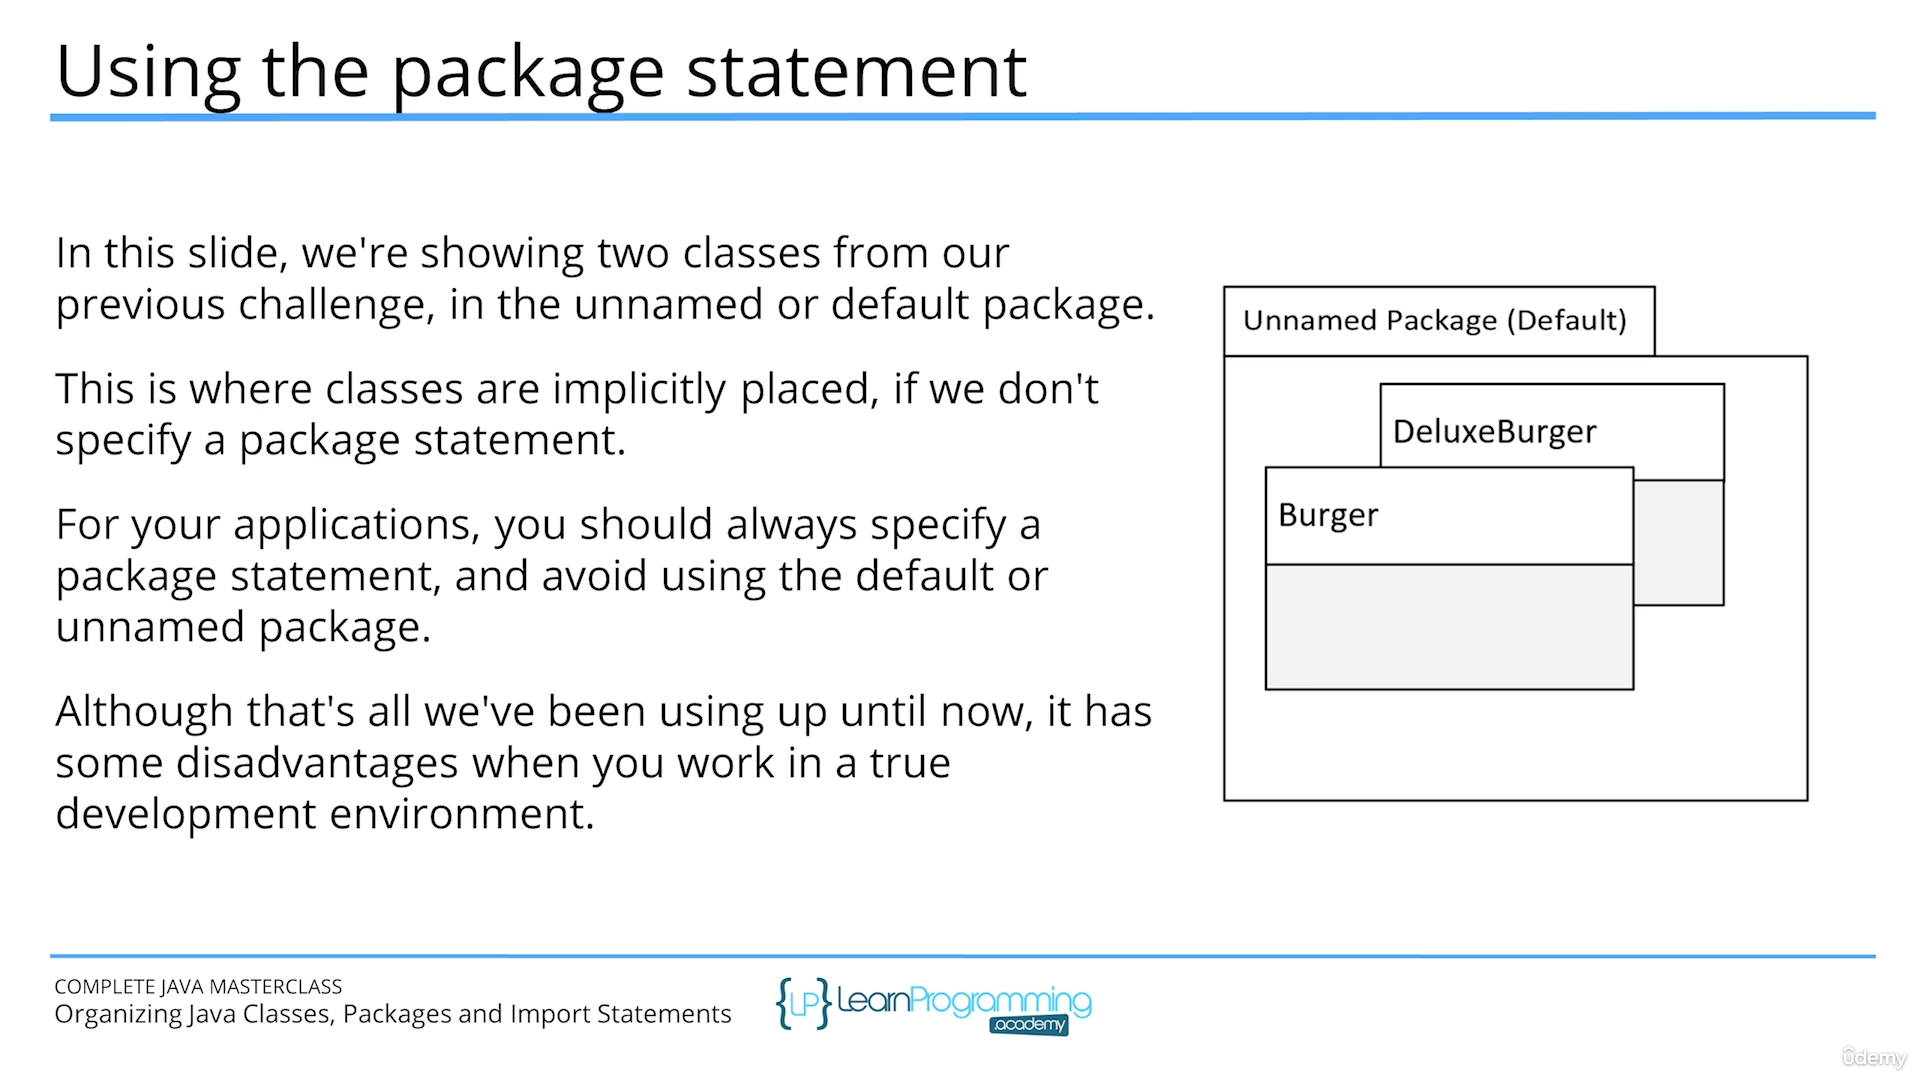 Using the package statement
In this slide, we're showing two classes from our
previous challenge, in the unnamed or default package.
This is where classes are implicitly placed, if we don't
specify a package statement.
For your applications, you should always specify a
package statement, and avoid using the default or
unnamed package.
Although that's all we've been using up until now, it has
some disadvantages when you work in a true
development environment.
Unnamed Package (Default)
DeluxeBurger
Burger
COMPLETE JAVA MASTERCLASS
Organizing Java Classes, Packages and Import Statements
{LP} LearnProgramming
.academy
ûdemy